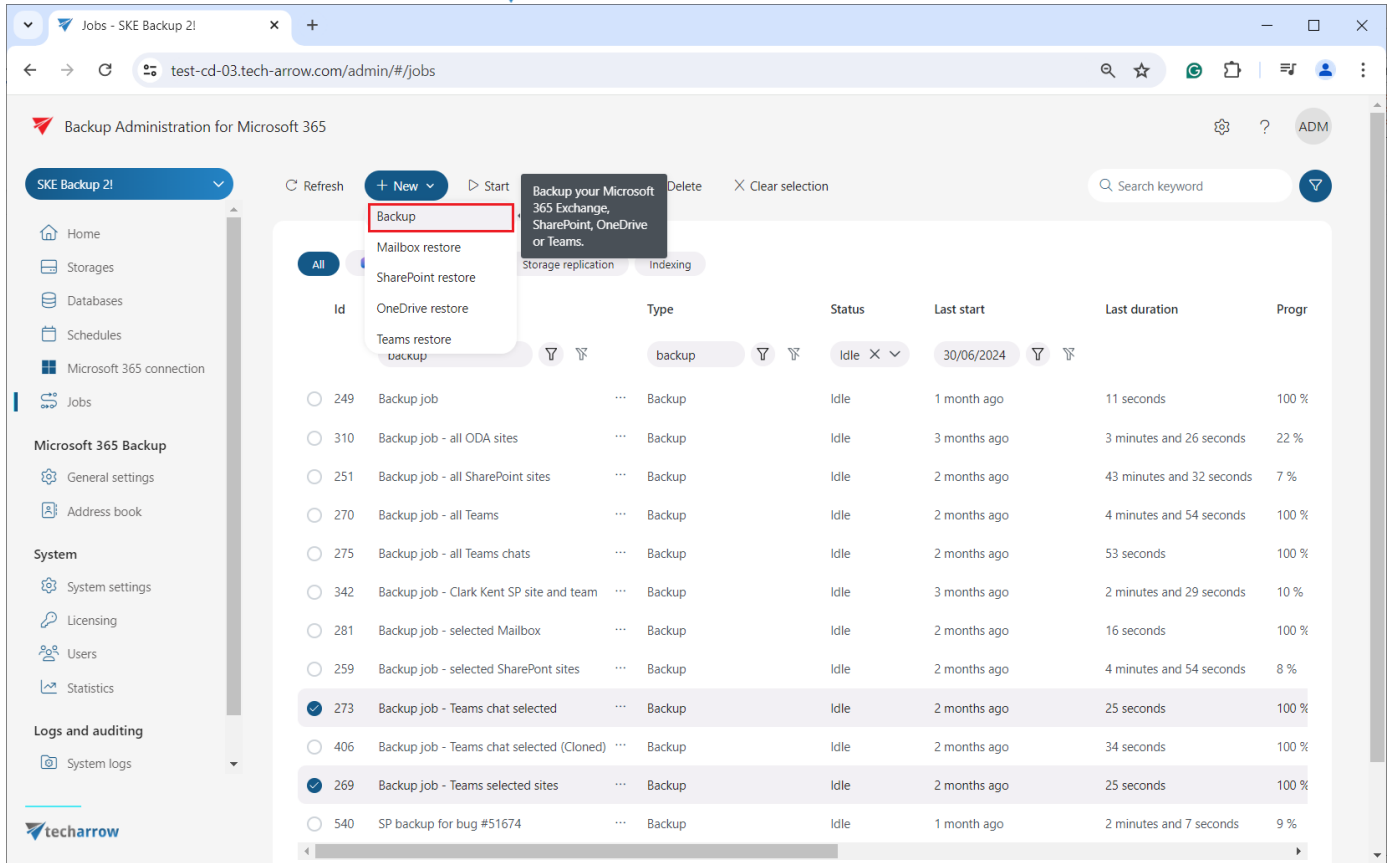 Jobs - SKE Backup 2!
test-cd-03.tech-arrow.com/admin/#/jobs
Backup Administration for Microsoft 365
ADM
SKE Backup 2!
Home
Storages
Databases
Schedules
Microsoft 365 connection
Jobs
Microsoft 365 Backup
General settings
Address book
System
System settings
Licensing
Users
Statistics
Logs and auditing
System logs
techarrow
Refresh
New
Start
Delete
Clear selection
Search keyword
Backup
Mailbox restore
SharePoint restore
OneDrive restore
Teams restore
Backup your Microsoft
365 Exchange,
SharePoint, OneDrive
or Teams.
All
Storage replication
Indexing
Id Type Status Last start Last duration Progr
backup backup Idle 30/06/2024
249 Backup job ... Backup Idle 1 month ago 11 seconds 100 %
310 Backup job - all ODA sites ... Backup Idle 3 months ago 3 minutes and 26 seconds 22 %
251 Backup job - all SharePoint sites ... Backup Idle 2 months ago 43 minutes and 32 seconds 7 %
270 Backup job - all Teams ... Backup Idle 2 months ago 4 minutes and 54 seconds 100 %
275 Backup job - all Teams chats ... Backup Idle 2 months ago 53 seconds 100 %
342 Backup job - Clark Kent SP site and team ... Backup Idle 3 months ago 2 minutes and 29 seconds 10 %
281 Backup job - selected Mailbox ... Backup Idle 2 months ago 16 seconds 100 %
259 Backup job - selected SharePont sites ... Backup Idle 2 months ago 4 minutes and 54 seconds 8 %
273 Backup job - Teams chat selected ... Backup Idle 2 months ago 25 seconds 100 %
406 Backup job - Teams chat selected (Cloned) ... Backup Idle 2 months ago 34 seconds 100 %
269 Backup job - Teams selected sites ... Backup Idle 2 months ago 25 seconds 100 %
540 SP backup for bug #51674 ... Backup Idle 1 month ago 2 minutes and 7 seconds 9 %